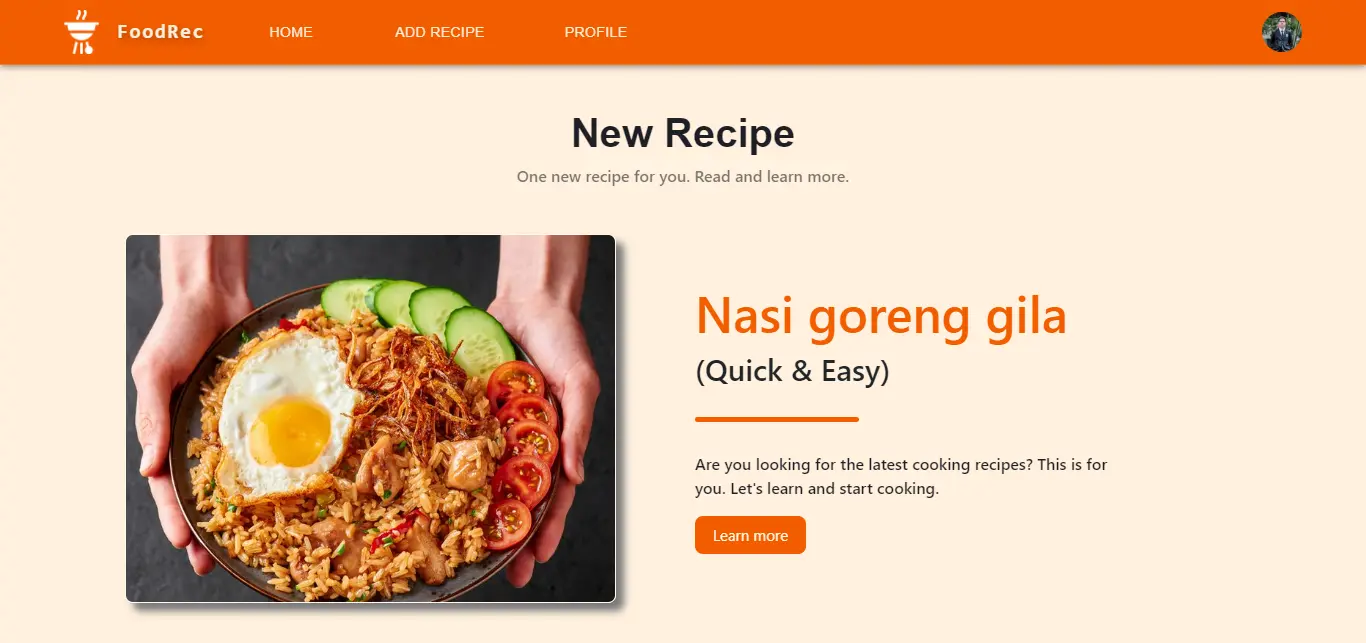 FoodRec
HOME
ADD RECIPE
PROFILE
New Recipe
One new recipe for you. Read and learn more.
Nasi goreng gila
(Quick & Easy)
Are you looking for the latest cooking recipes? This is for
you. Let's learn and start cooking.
Learn more